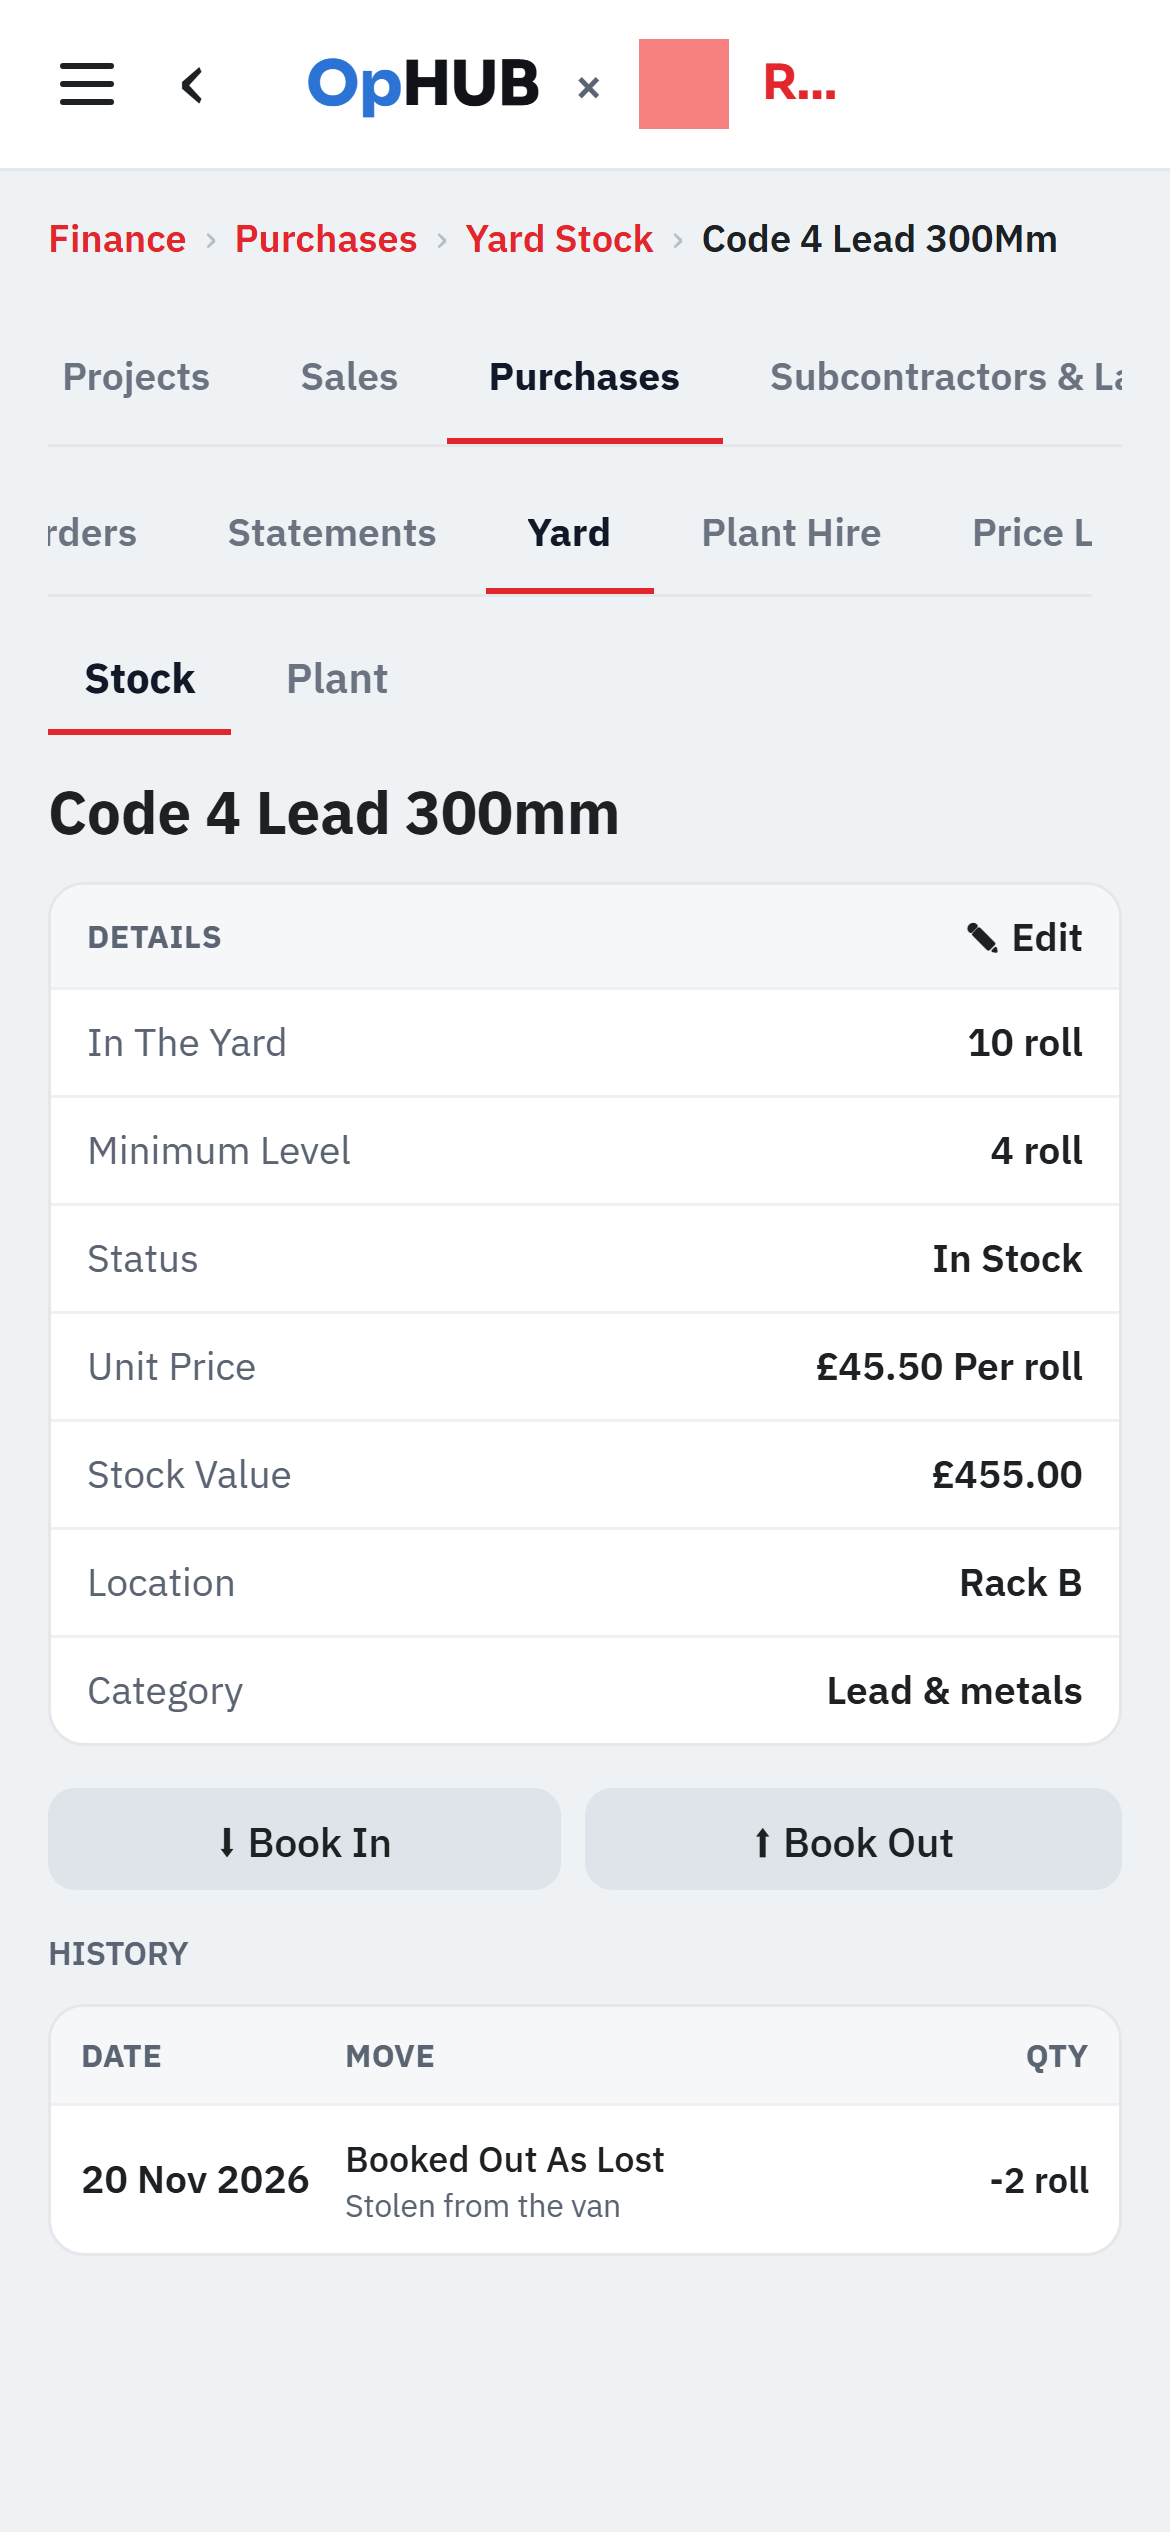 OpHUB × R...
Finance › Purchases › Yard Stock › Code 4 Lead 300Mm
Projects Sales Purchases Subcontractors & La
rders Statements Yard Plant Hire Price L
Stock Plant
Code 4 Lead 300mm
DETAILS Edit
In The Yard 10 roll
Minimum Level 4 roll
Status In Stock
Unit Price £45.50 Per roll
Stock Value £455.00
Location Rack B
Category Lead & metals
Book In Book Out
HISTORY
DATE MOVE QTY
20 Nov 2026 Booked Out As Lost -2 roll
Stolen from the van